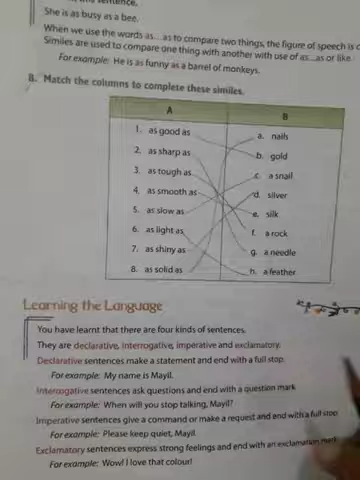 sentence.
She is as busy as a bee.
When we use the words as...as to compare two things, the figure of speech is
Similes are used to compare one thing with another with use of as...as or like.
For example: He is as funny as a barrel of monkeys.
B. Match the columns to complete these similes.
A B
1. as good as a. nails
2. as sharp as b. gold
3. as tough as c. a snail
4. as smooth as d. silver
5. as slow as e. silk
6. as light as f. a rock
7. as shiny as g. a needle
8. as solid as h. a feather
Learning the Language
You have learnt that there are four kinds of sentences.
They are declarative, interrogative, imperative and exclamatory.
Declarative sentences make a statement and end with a full stop.
For example: My name is Mayil.
Interrogative sentences ask questions and end with a question mark
For example: When will you stop talking, Mayil?
Imperative sentences give a command or make a request and end with a full stop
For example: Please keep quiet, Mayil
Exclamatory sentences express strong feelings and end with an exclamation mark
For example: Wow! I love that colour!